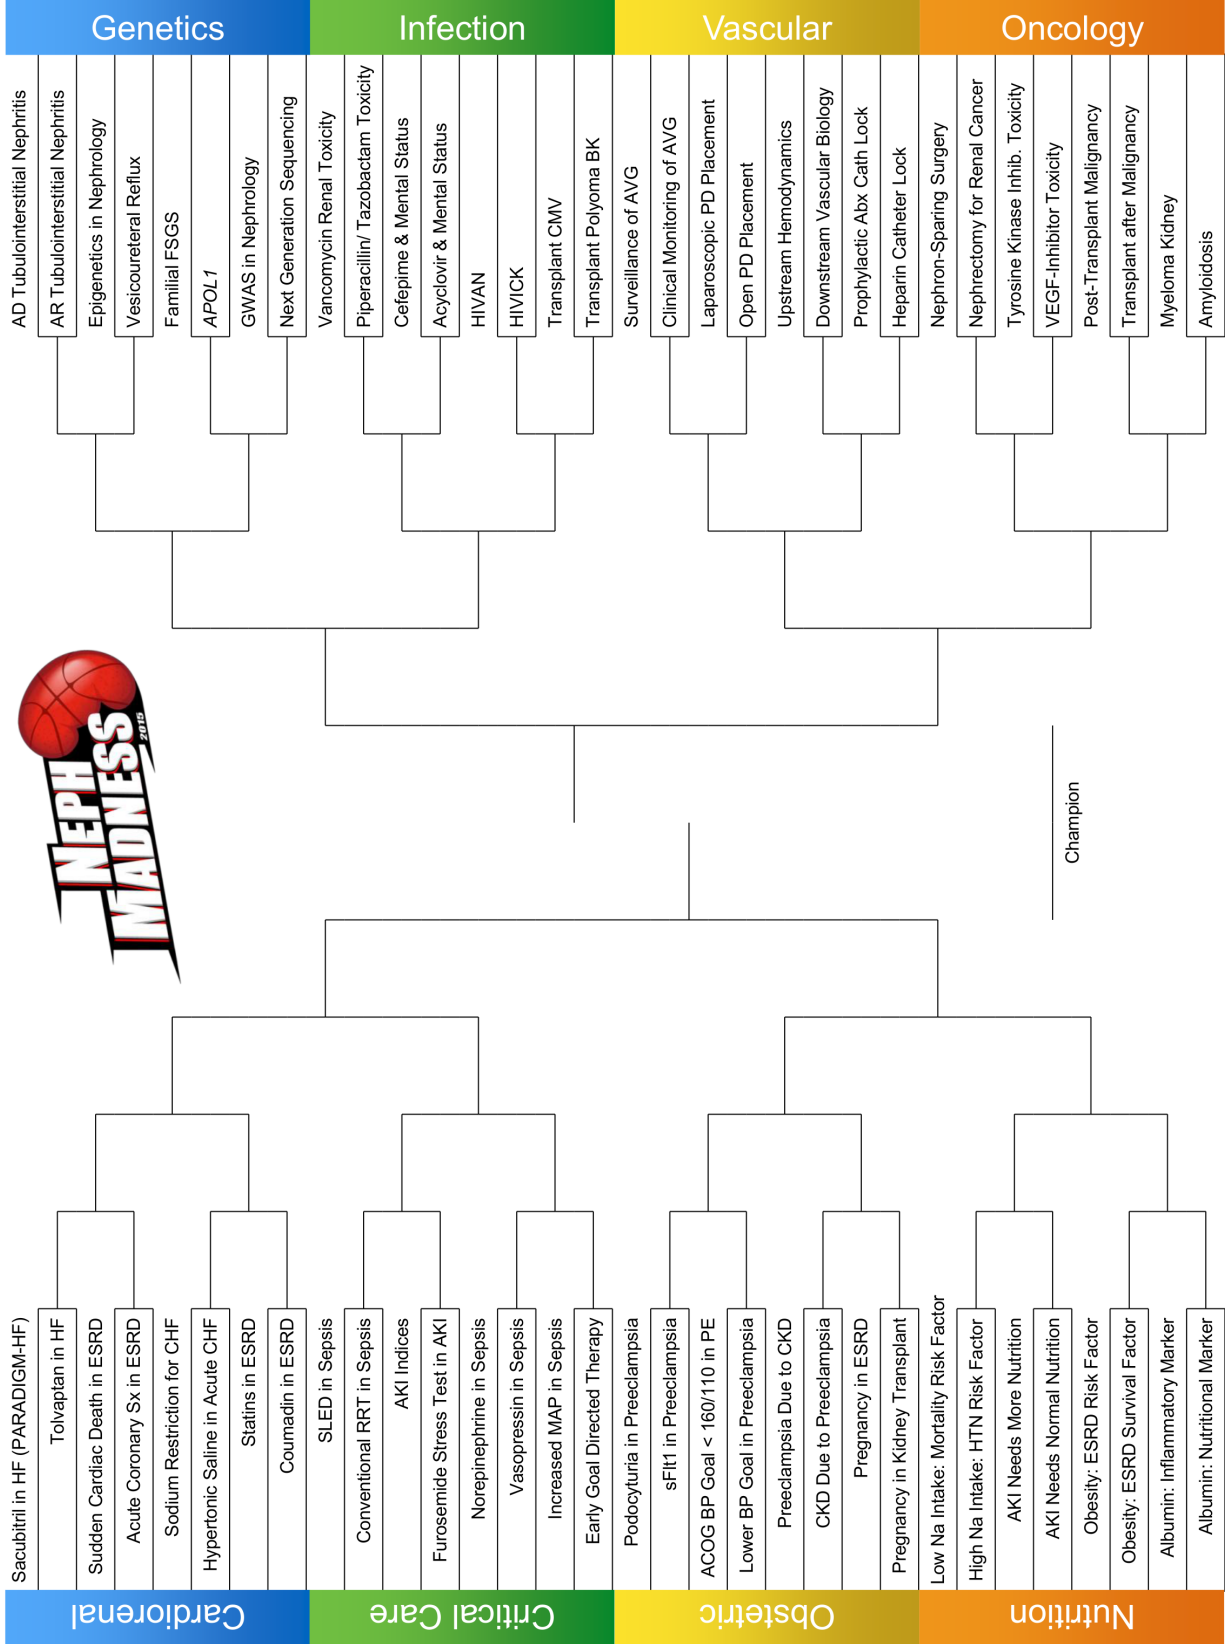 Genetics
Infection
Vascular
Oncology
AD Tubulointerstitial Nephritis
AR Tubulointerstitial Nephritis
Epigenetics in Nephrology
Vesicoureteral Reflux
Familial FSGS
APOL1
GWAS in Nephrology
Next Generation Sequencing
Vancomycin Renal Toxicity
Piperacillin/ Tazobactam Toxicity
Cefepime & Mental Status
Acyclovir & Mental Status
HIVAN
HIVICK
Transplant CMV
Transplant Polyoma BK
Surveillance of AVG
Clinical Monitoring of AVG
Laparoscopic PD Placement
Open PD Placement
Upstream Hemodynamics
Downstream Vascular Biology
Prophylactic Abx Cath Lock
Heparin Catheter Lock
Nephron-Sparing Surgery
Nephrectomy for Renal Cancer
Tyrosine Kinase Inhib. Toxicity
VEGF-Inhibitor Toxicity
Post-Transplant Malignancy
Transplant after Malignancy
Myeloma Kidney
Amyloidosis
NEPH
MADNESS
2015
Champion
Sacubitril in HF (PARADIGM-HF)
Tolvaptan in HF
Sudden Cardiac Death in ESRD
Acute Coronary Sx in ESRD
Sodium Restriction for CHF
Hypertonic Saline in Acute CHF
Statins in ESRD
Coumadin in ESRD
SLED in Sepsis
Conventional RRT in Sepsis
AKI Indices
Furosemide Stress Test in AKI
Norepinephrine in Sepsis
Vasopressin in Sepsis
Increased MAP in Sepsis
Early Goal Directed Therapy
Podocyturia in Preeclampsia
sFlt1 in Preeclampsia
ACOG BP Goal < 160/110 in PE
Lower BP Goal in Preeclampsia
Preeclampsia Due to CKD
CKD Due to Preeclampsia
Pregnancy in ESRD
Pregnancy in Kidney Transplant
Low Na Intake: Mortality Risk Factor
High Na Intake: HTN Risk Factor
AKI Needs More Nutrition
AKI Needs Normal Nutrition
Obesity: ESRD Risk Factor
Obesity: ESRD Survival Factor
Albumin: Inflammatory Marker
Albumin: Nutritional Marker
Cardiorenal
Critical Care
Obstetric
Nutrition